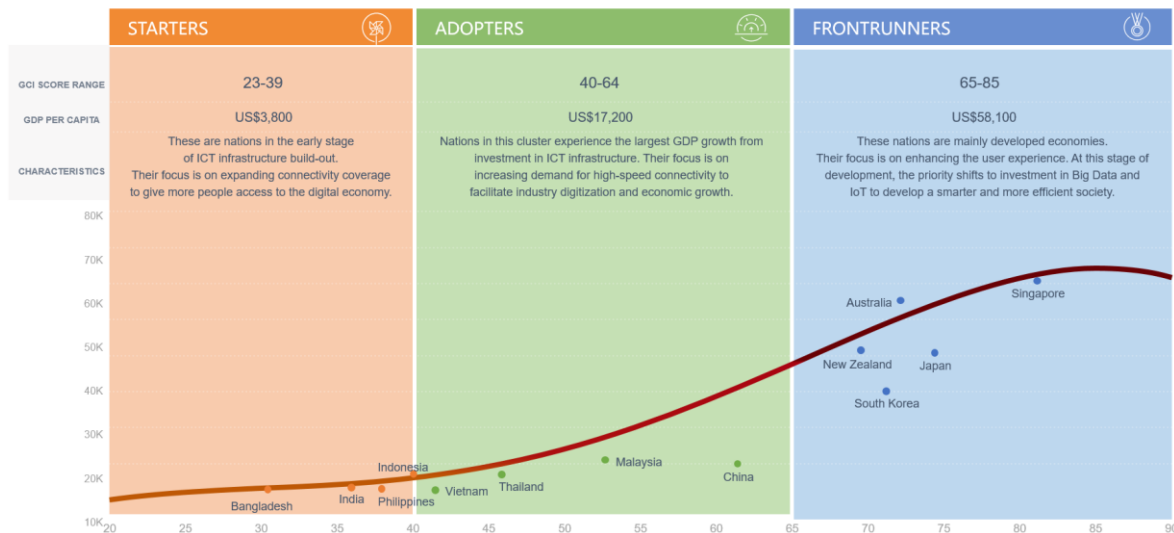 STARTERS
ADOPTERS
FRONTRUNNERS
GCI SCORE RANGE
23-39
40-64
65-85
GDP PER CAPITA
US$3,800
US$17,200
US$58,100
CHARACTERISTICS
These are nations in the early stage
of ICT infrastructure build-out.
Their focus is on expanding connectivity coverage
to give more people access to the digital economy.
Nations in this cluster experience the largest GDP growth from
investment in ICT infrastructure. Their focus is on
increasing demand for high-speed connectivity to
facilitate industry digitization and economic growth.
These nations are mainly developed economies.
Their focus is on enhancing the user experience. At this stage of
development, the priority shifts to investment in Big Data and
IoT to develop a smarter and more efficient society.
80K
70K
60K
50K
40K
30K
20K
10K
Singapore
Australia
New Zealand
Japan
South Korea
Indonesia
Malaysia
China
Thailand
Vietnam
Philippines
India
Bangladesh
20
25
30
35
40
45
50
55
60
65
70
75
80
85
90